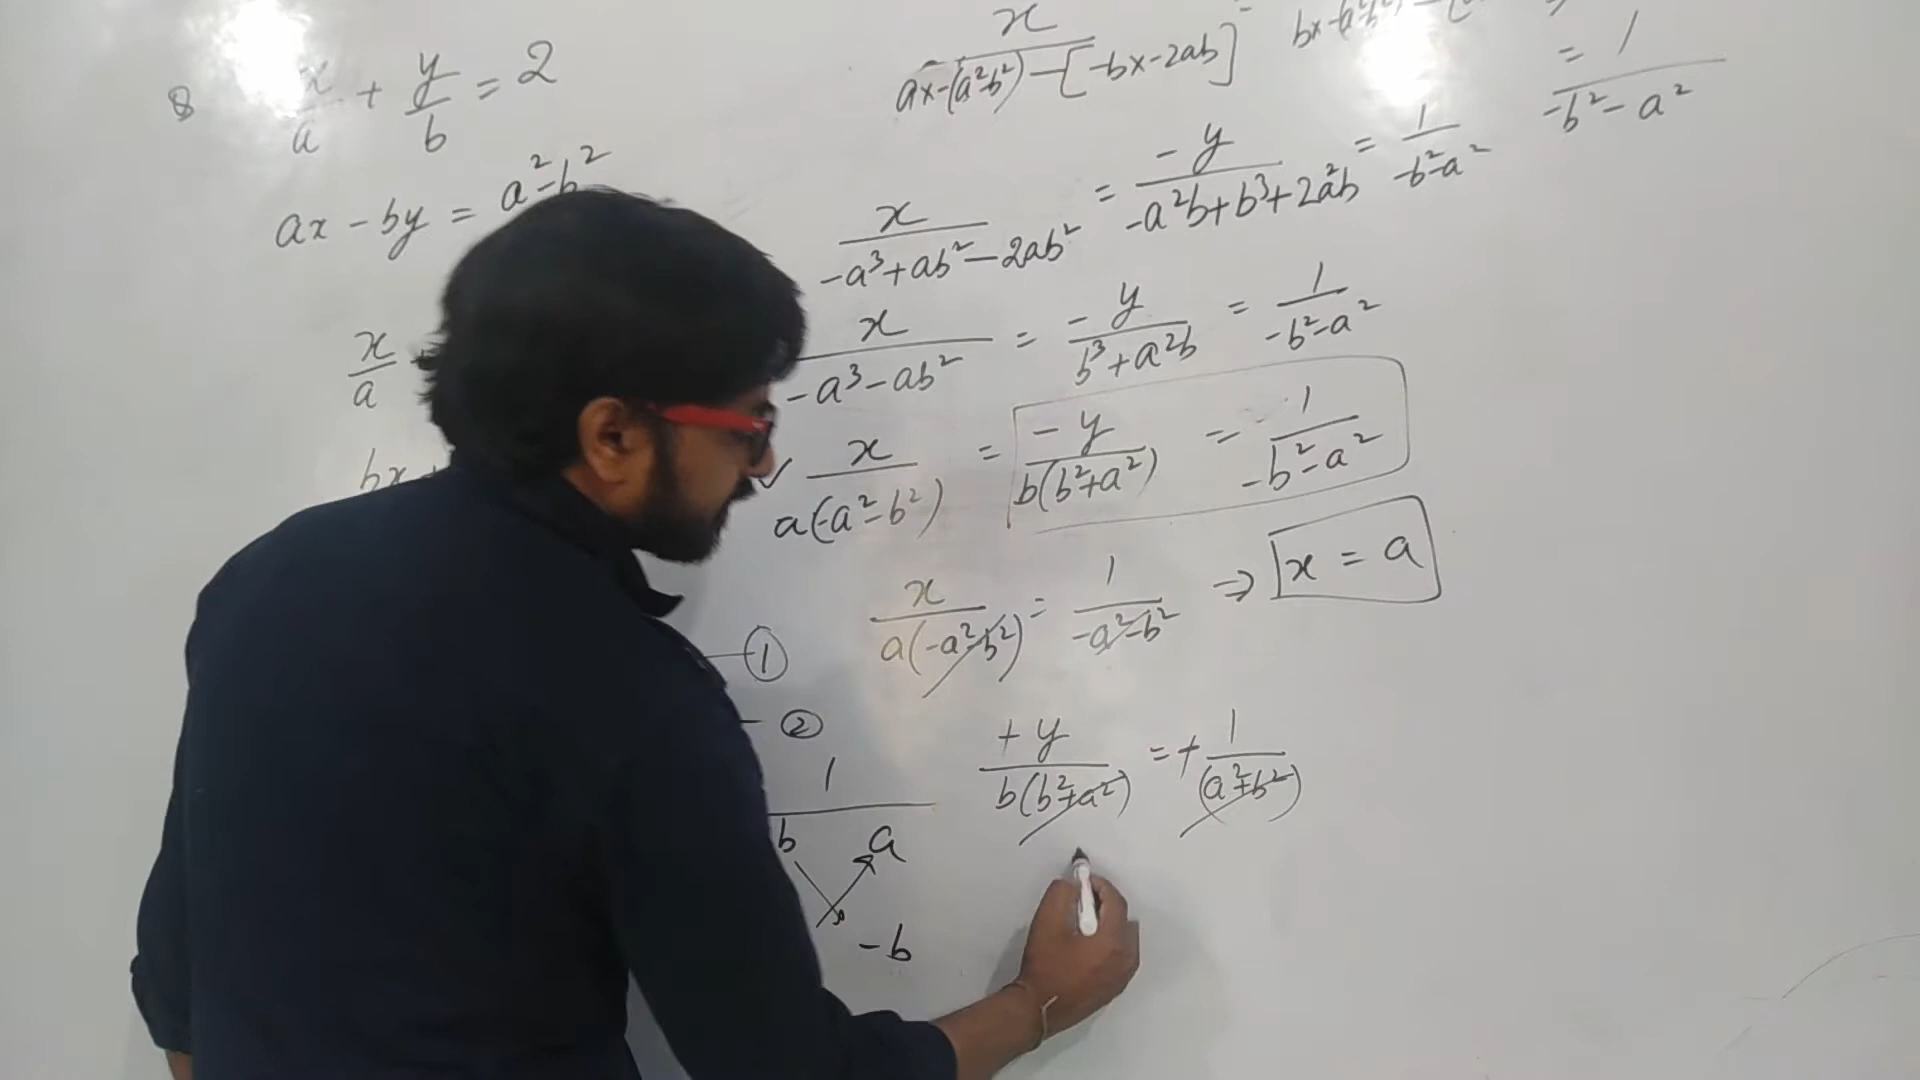 8 x/a + y/b = 2
ax - by = a²-b²
x/a
bx
①
②
1
b a
-b
x/(ax-(a²-b²)-[-bx-2ab])
= 1/(-b²-a²)
x/(-a³+ab²-2ab²) = -y/(-a²b+b³+2a²b) = 1/(-b²-a²)
x/(-a³-ab²) = -y/(b³+a²b) = 1/(-b²-a²)
✓ x/(a(-a²-b²)) = -y/(b(b²+a²)) = 1/(-b²-a²)
x/(a(-a²-b²)) = 1/(-a²-b²) ⇒ x = a
+y/(b(b²+a²)) = +1/(a²+b²)